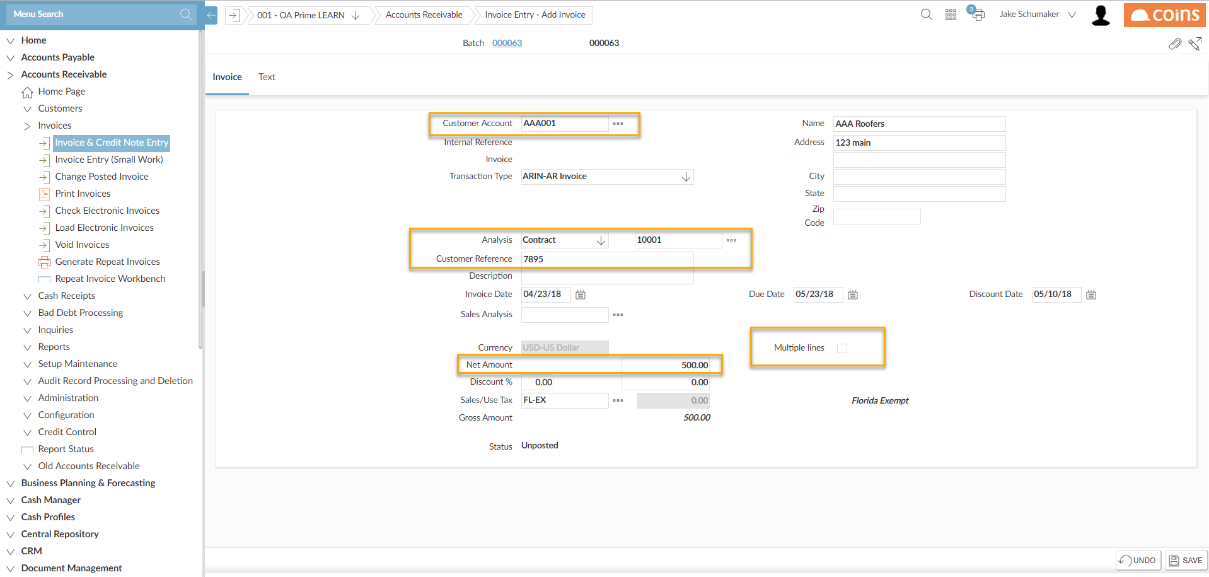 Menu Search
001 - OA Prime LEARN
Accounts Receivable
Invoice Entry - Add Invoice
3
Jake Schumaker
coins
Batch 000063 000063
Home
Accounts Payable
Accounts Receivable
Home Page
Customers
Invoices
Invoice & Credit Note Entry
Invoice Entry (Small Work)
Change Posted Invoice
Print Invoices
Check Electronic Invoices
Load Electronic Invoices
Void Invoices
Generate Repeat Invoices
Repeat Invoice Workbench
Cash Receipts
Bad Debt Processing
Inquiries
Reports
Setup Maintenance
Audit Record Processing and Deletion
Administration
Configuration
Credit Control
Report Status
Old Accounts Receivable
Business Planning & Forecasting
Cash Manager
Cash Profiles
Central Repository
CRM
Document Management
Invoice Text
Customer Account AAA001
Internal Reference
Invoice
Transaction Type ARIN-AR Invoice
Name AAA Roofers
Address 123 main
City
State
Zip
Code
Analysis Contract 10001
Customer Reference 7895
Description
Invoice Date 04/23/18 Due Date 05/23/18 Discount Date 05/10/18
Sales Analysis
Currency USD-US Dollar Multiple lines
Net Amount 500.00
Discount % 0.00 0.00
Sales/Use Tax FL-EX 0.00 Florida Exempt
Gross Amount 500.00
Status Unposted
UNDO SAVE